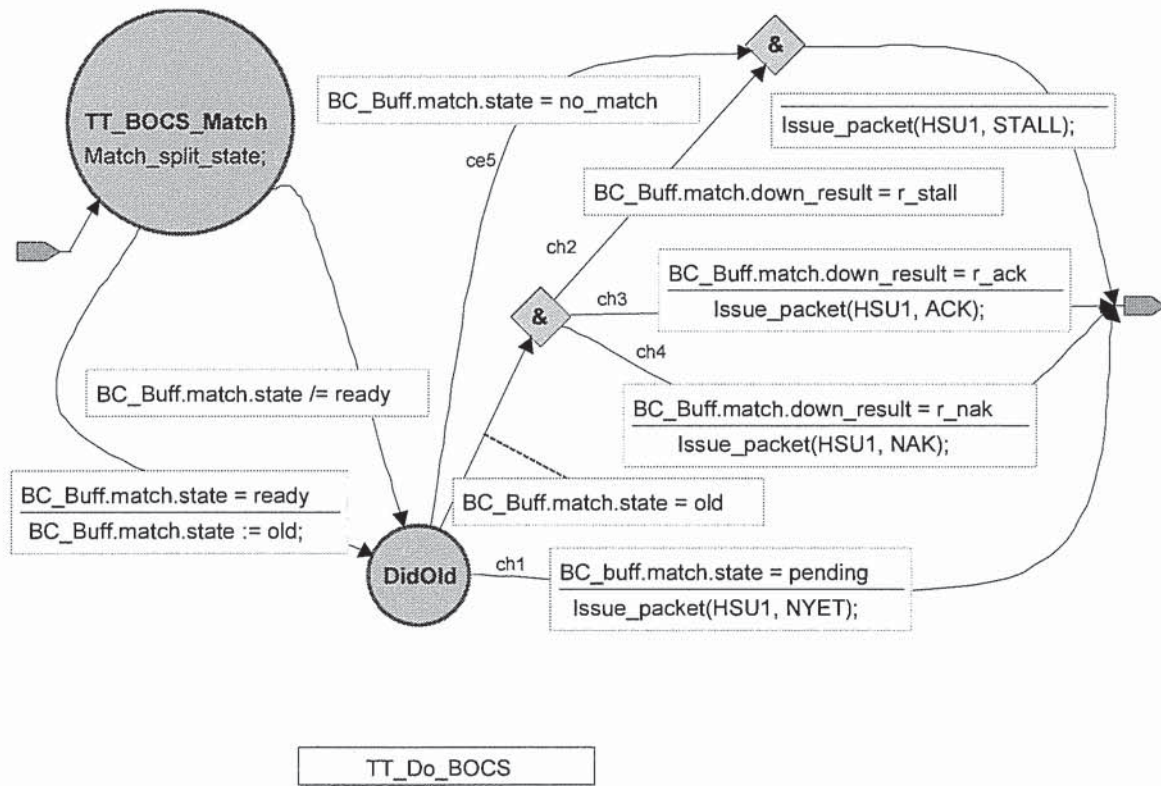 &
BC_Buff.match.state = no_match
TT_BOCS_Match
Match_split_state;
Issue_packet(HSU1, STALL);
ce5
BC_Buff.match.down_result = r_stall
ch2
BC_Buff.match.down_result = r_ack
Issue_packet(HSU1, ACK);
ch3
&
ch4
BC_Buff.match.state /= ready
BC_Buff.match.down_result = r_nak
Issue_packet(HSU1, NAK);
BC_Buff.match.state = ready
BC_Buff.match.state := old;
BC_Buff.match.state = old
DidOld
ch1
BC_buff.match.state = pending
Issue_packet(HSU1, NYET);
TT_Do_BOCS